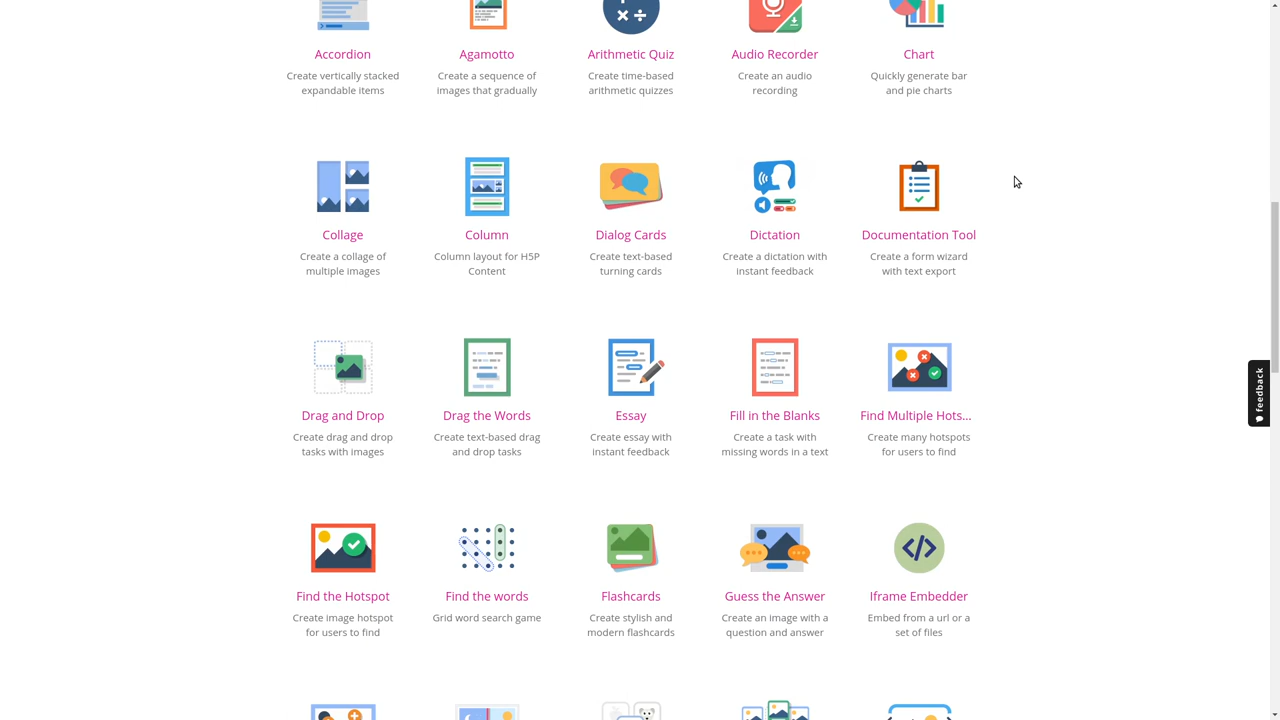 Accordion
Agamotto
Arithmetic Quiz
Audio Recorder
Chart
Create vertically stacked
expandable items
Create a sequence of
images that gradually
Create time-based
arithmetic quizzes
Create an audio
recording
Quickly generate bar
and pie charts
Collage
Column
Dialog Cards
Dictation
Documentation Tool
Create a collage of
multiple images
Column layout for H5P
Content
Create text-based
turning cards
Create a dictation with
instant feedback
Create a form wizard
with text export
Drag and Drop
Drag the Words
Essay
Fill in the Blanks
Find Multiple Hots...
Create drag and drop
tasks with images
Create text-based drag
and drop tasks
Create essay with
instant feedback
Create a task with
missing words in a text
Create many hotspots
for users to find
feedback
Find the Hotspot
Find the words
Flashcards
Guess the Answer
Iframe Embedder
Create image hotspot
for users to find
Grid word search game
Create stylish and
modern flashcards
Create an image with a
question and answer
Embed from a url or a
set of files